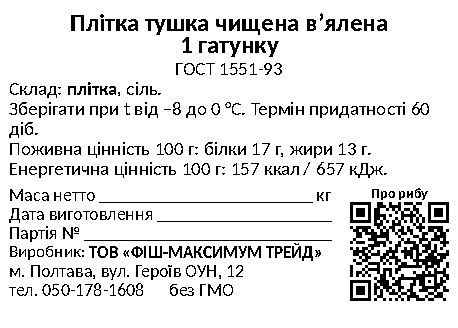 Плітка тушка чищена в’ялена
1 гатунку
ГОСТ 1551-93
Склад: плітка, сіль.
Зберігати при t від –8 до 0 °С. Термін придатності 60
діб.
Поживна цінність 100 г: білки 17 г, жири 13 г.
Енергетична цінність 100 г: 157 ккал / 657 кДж.
Маса нетто ________________________ кг
Про рибу
Дата виготовлення ____________________
Партія № ____________________________
Виробник: ТОВ «ФІШ-МАКСИМУМ ТРЕЙД»
м. Полтава, вул. Героїв ОУН, 12
тел. 050-178-1608 без ГМО